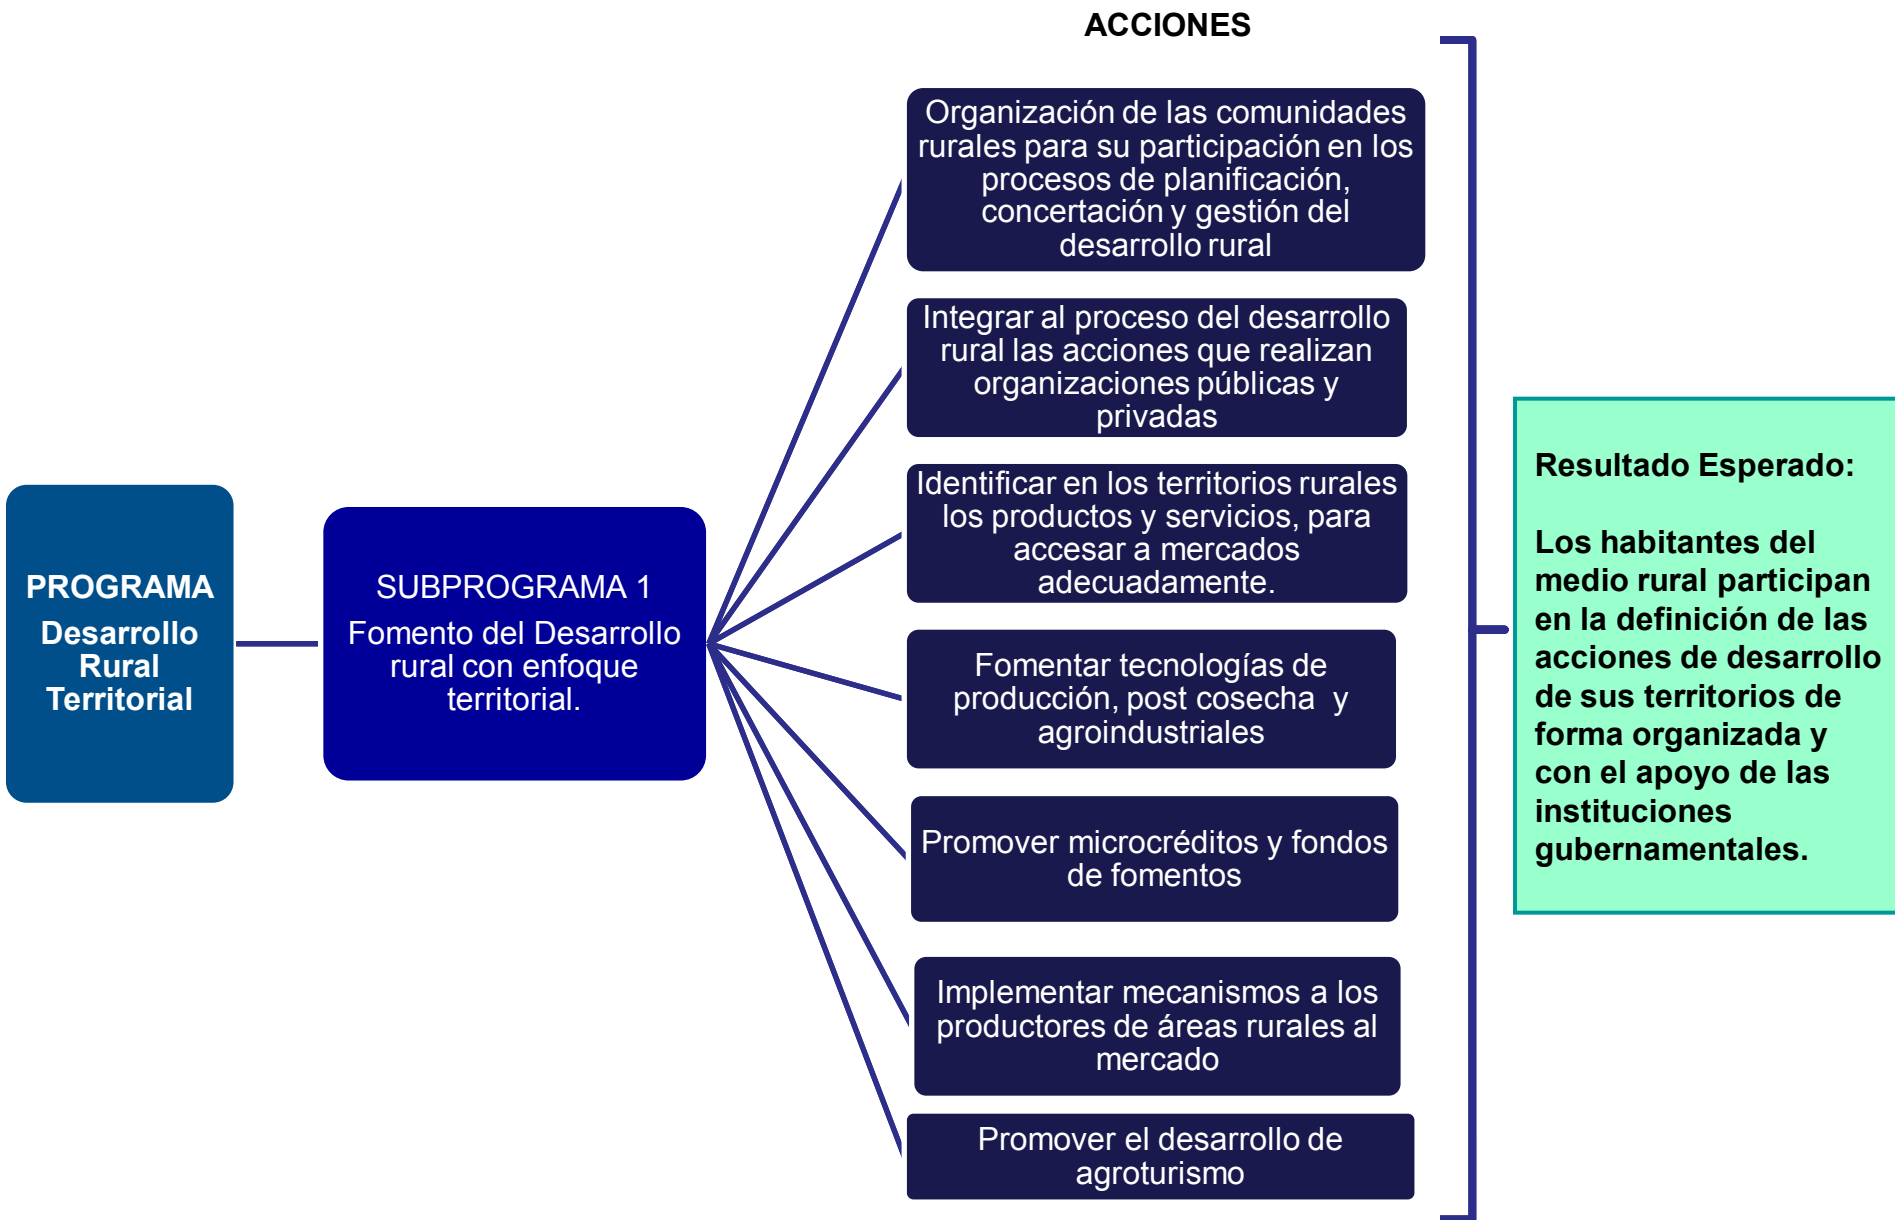 ACCIONES
PROGRAMA
Desarrollo
Rural
Territorial
SUBPROGRAMA 1
Fomento del Desarrollo
rural con enfoque
territorial.
Organización de las comunidades
rurales para su participación en los
procesos de planificación,
concertación y gestión del
desarrollo rural
Integrar al proceso del desarrollo
rural las acciones que realizan
organizaciones públicas y
privadas
Identificar en los territorios rurales
los productos y servicios, para
accesar a mercados
adecuadamente.
Fomentar tecnologías de
producción, post cosecha y
agroindustriales
Promover microcréditos y fondos
de fomentos
Implementar mecanismos a los
productores de áreas rurales al
mercado
Promover el desarrollo de
agroturismo
Resultado Esperado:
Los habitantes del
medio rural participan
en la definición de las
acciones de desarrollo
de sus territorios de
forma organizada y
con el apoyo de las
instituciones
gubernamentales.